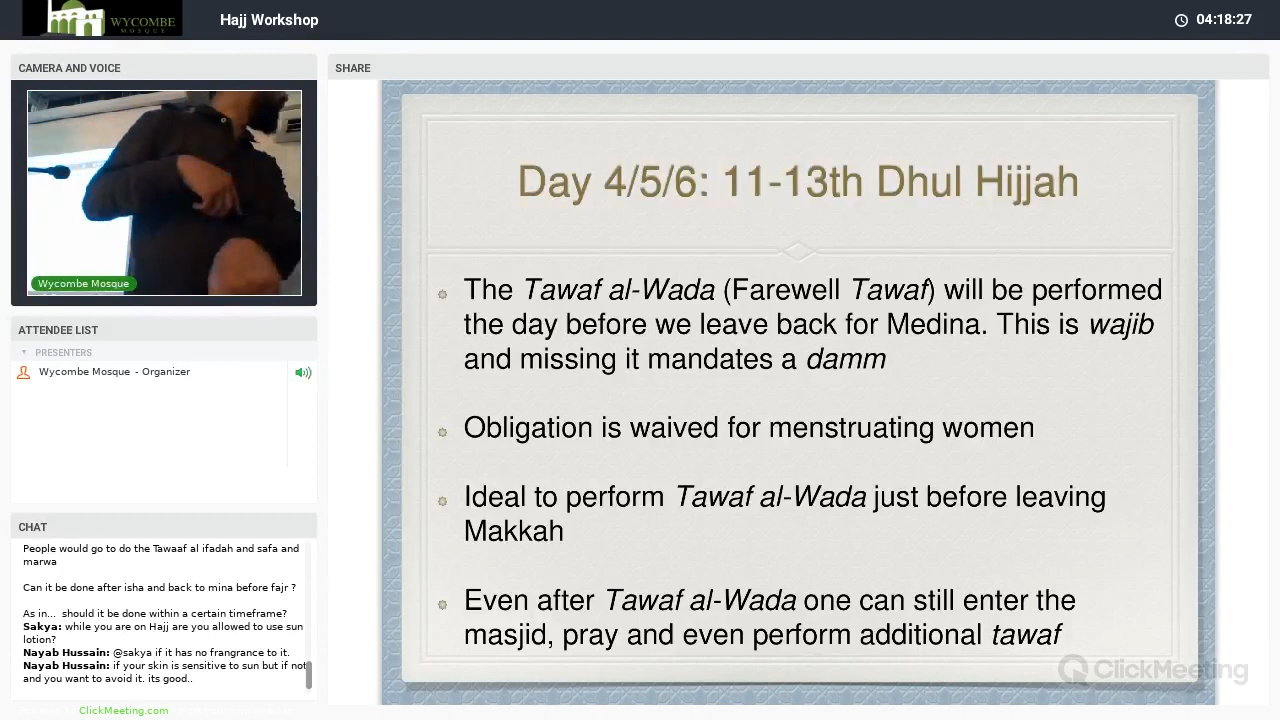 WYCOMBE
MOSQUE
Hajj Workshop
04:18:27
CAMERA AND VOICE
Wycombe Mosque
ATTENDEE LIST
PRESENTERS
Wycombe Mosque - Organizer
CHAT
People would go to do the Tawaaf al ifadah and safa and
marwa
Can it be done after isha and back to mina before fajr ?
As in... should it be done within a certain timeframe?
Sakya: while you are on Hajj are you allowed to use sun
lotion?
Nayab Hussain: @sakya if it has no frangrance to it.
Nayab Hussain: if your skin is sensitive to sun but if not
and you want to avoid it. its good..
ClickMeeting.com
SHARE
Day 4/5/6: 11-13th Dhul Hijjah
The Tawaf al-Wada (Farewell Tawaf) will be performed
the day before we leave back for Medina. This is wajib
and missing it mandates a damm
Obligation is waived for menstruating women
Ideal to perform Tawaf al-Wada just before leaving
Makkah
Even after Tawaf al-Wada one can still enter the
masjid, pray and even perform additional tawaf
ClickMeeting